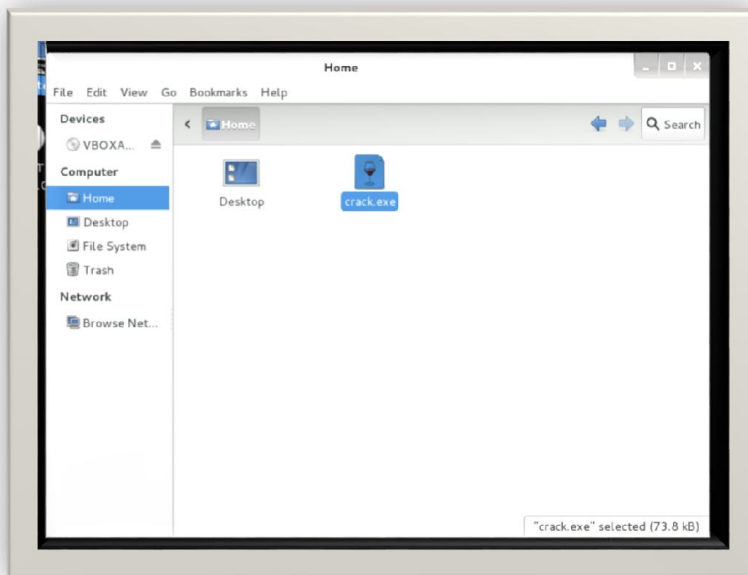 Home
File Edit View Go Bookmarks Help
Devices
VBOXA...
Computer
Home
Desktop
File System
Trash
Network
Browse Net...
Home
Search
Desktop
crack.exe
"crack.exe" selected (73.8 kB)